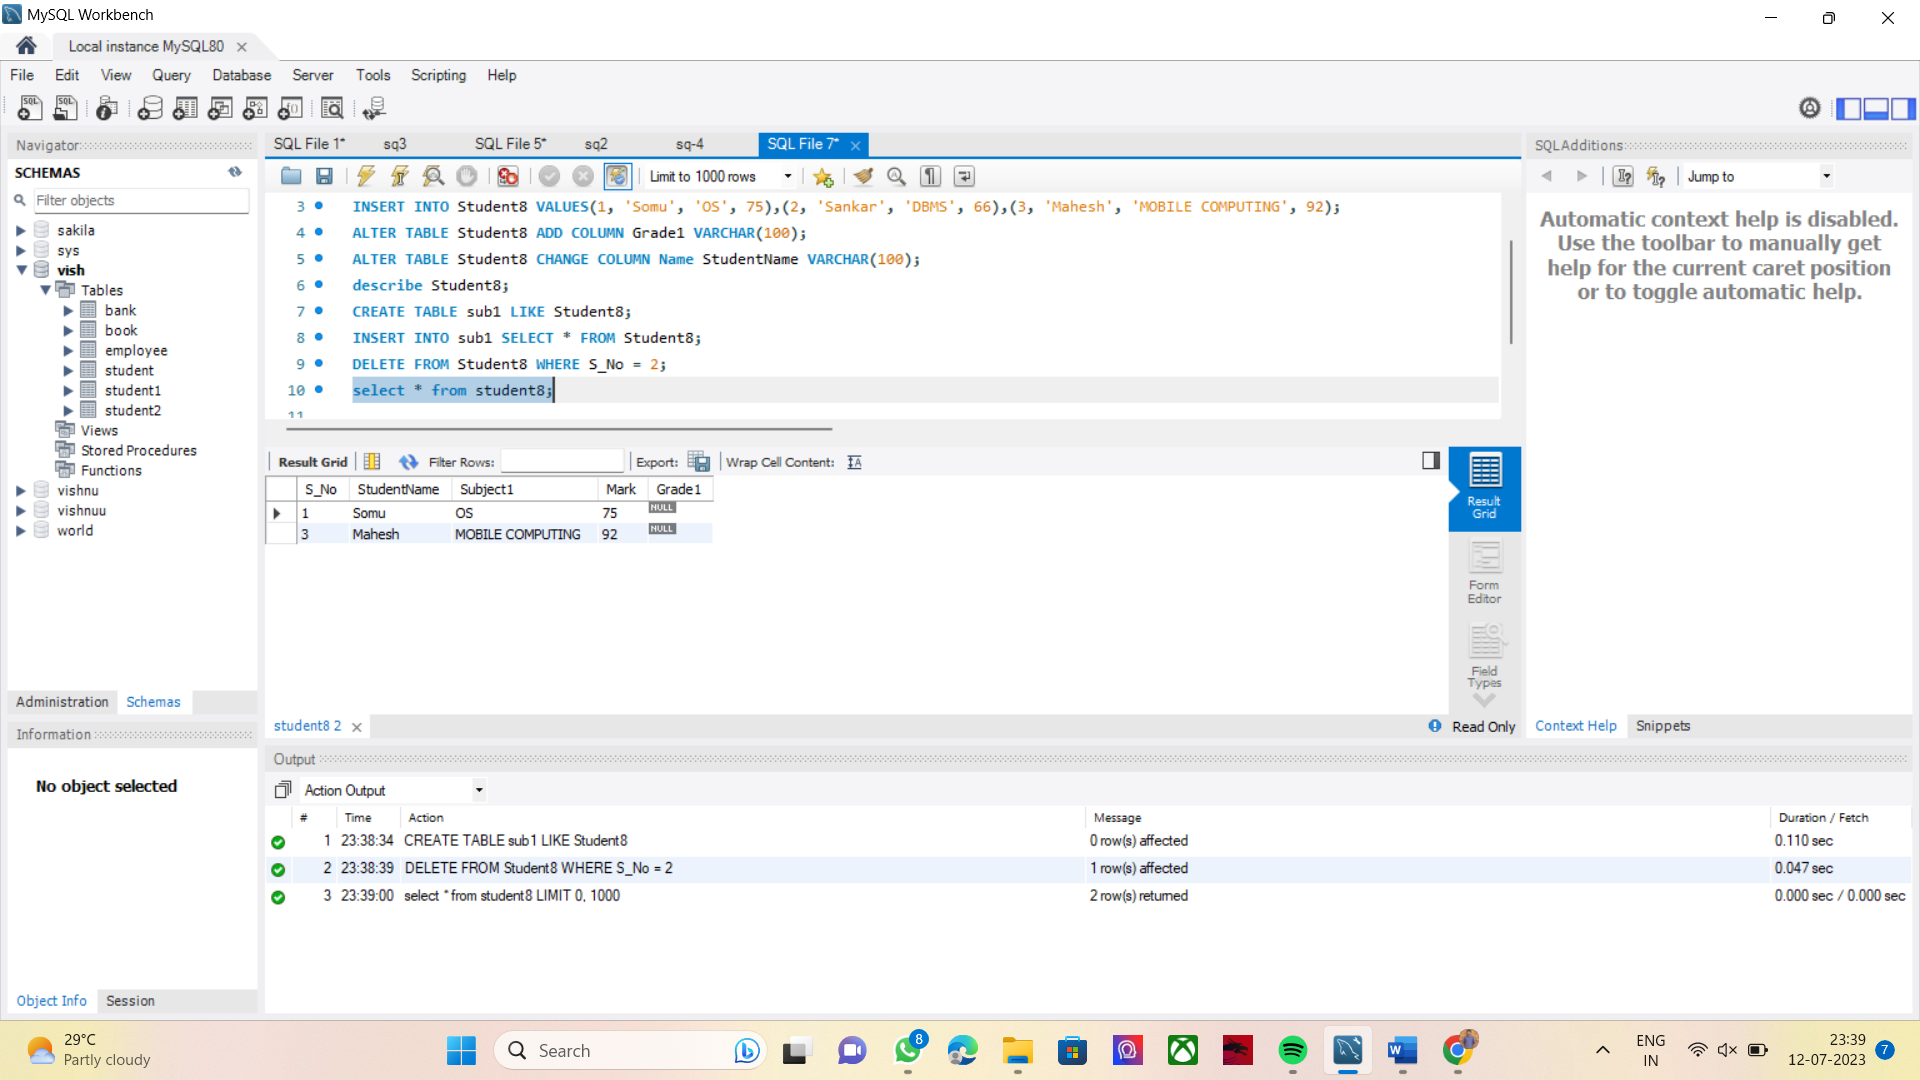 MySQL Workbench
Local instance MySQL80
File Edit View Query Database Server Tools Scripting Help
Navigator
SCHEMAS
Filter objects
sakila
sys
vish
Tables
bank
book
employee
student
student1
student2
Views
Stored Procedures
Functions
vishnu
vishnuu
world
Administration Schemas
Information
No object selected
Object Info Session
SQL File 1* sq3 SQL File 5* sq2 sq-4 SQL File 7*
Limit to 1000 rows
3 INSERT INTO Student8 VALUES(1, 'Somu', 'OS', 75),(2, 'Sankar', 'DBMS', 66),(3, 'Mahesh', 'MOBILE COMPUTING', 92);
4 ALTER TABLE Student8 ADD COLUMN Grade1 VARCHAR(100);
5 ALTER TABLE Student8 CHANGE COLUMN Name StudentName VARCHAR(100);
6 describe Student8;
7 CREATE TABLE sub1 LIKE Student8;
8 INSERT INTO sub1 SELECT * FROM Student8;
9 DELETE FROM Student8 WHERE S_No = 2;
10 select * from student8;
11
Result Grid Filter Rows: Export: Wrap Cell Content:
S_No StudentName Subject1 Mark Grade1
1 Somu OS 75 NULL
3 Mahesh MOBILE COMPUTING 92 NULL
Result
Grid
Form
Editor
Field
Types
student8 2
Read Only
SQLAdditions
Jump to
Automatic context help is disabled.
Use the toolbar to manually get
help for the current caret position
or to toggle automatic help.
Context Help Snippets
Output
Action Output
# Time Action Message Duration / Fetch
1 23:38:34 CREATE TABLE sub1 LIKE Student8 0 row(s) affected 0.110 sec
2 23:38:39 DELETE FROM Student8 WHERE S_No = 2 1 row(s) affected 0.047 sec
3 23:39:00 select * from student8 LIMIT 0, 1000 2 row(s) returned 0.000 sec / 0.000 sec
29°C
Partly cloudy
Search
8
ENG
IN
23:39
12-07-2023
7